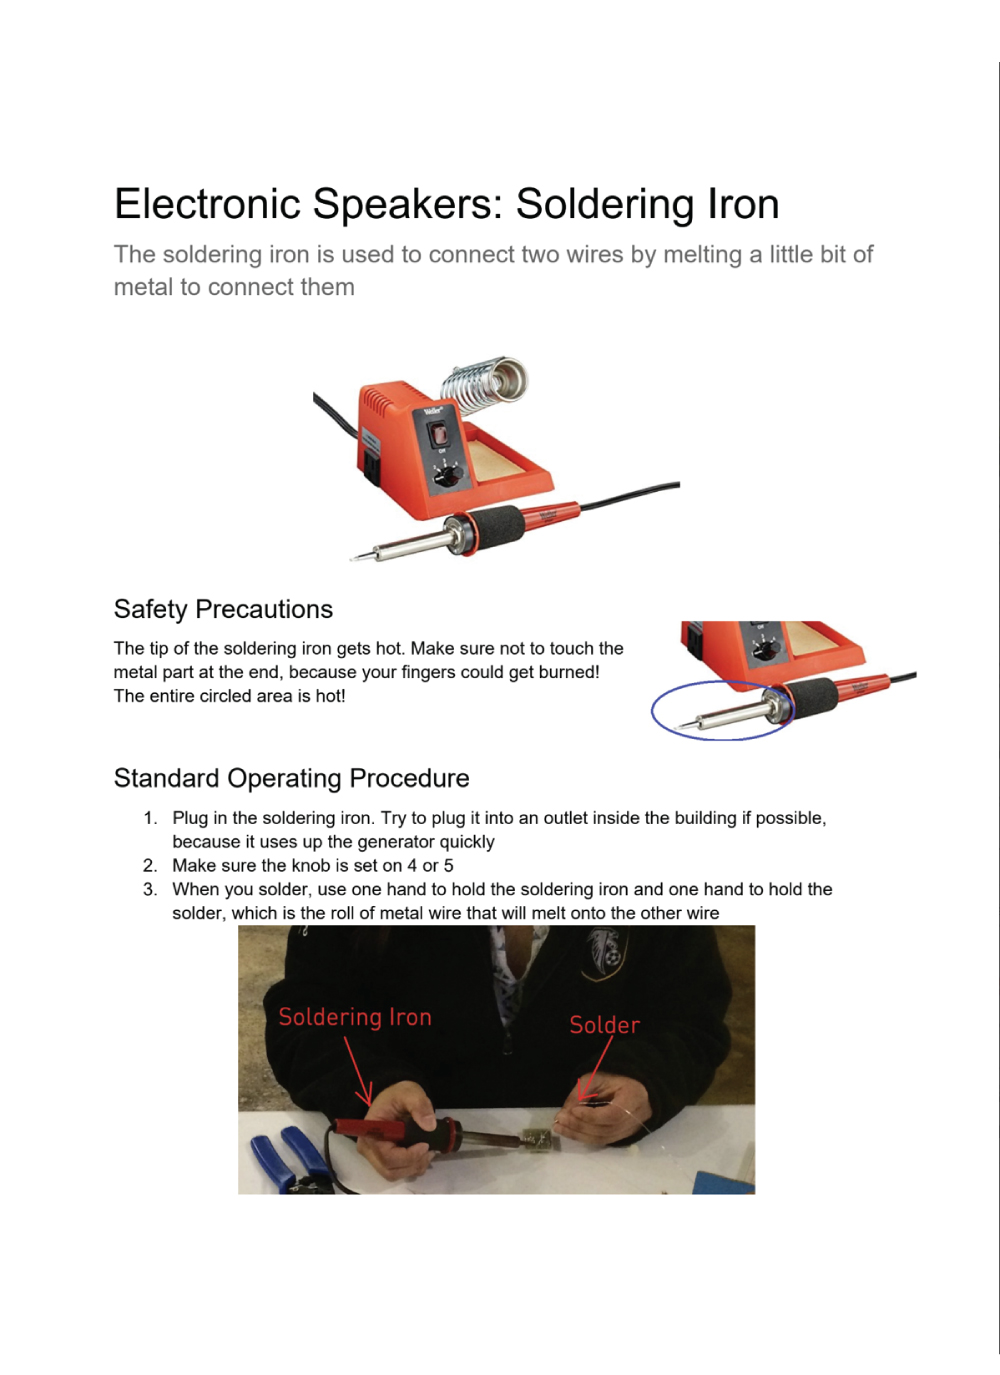 Electronic Speakers: Soldering Iron
The soldering iron is used to connect two wires by melting a little bit of
metal to connect them
Weller
Off
Safety Precautions
The tip of the soldering iron gets hot. Make sure not to touch the
metal part at the end, because your fingers could get burned!
The entire circled area is hot!
Standard Operating Procedure
1. Plug in the soldering iron. Try to plug it into an outlet inside the building if possible,
because it uses up the generator quickly
2. Make sure the knob is set on 4 or 5
3. When you solder, use one hand to hold the soldering iron and one hand to hold the
solder, which is the roll of metal wire that will melt onto the other wire
Soldering Iron
Solder